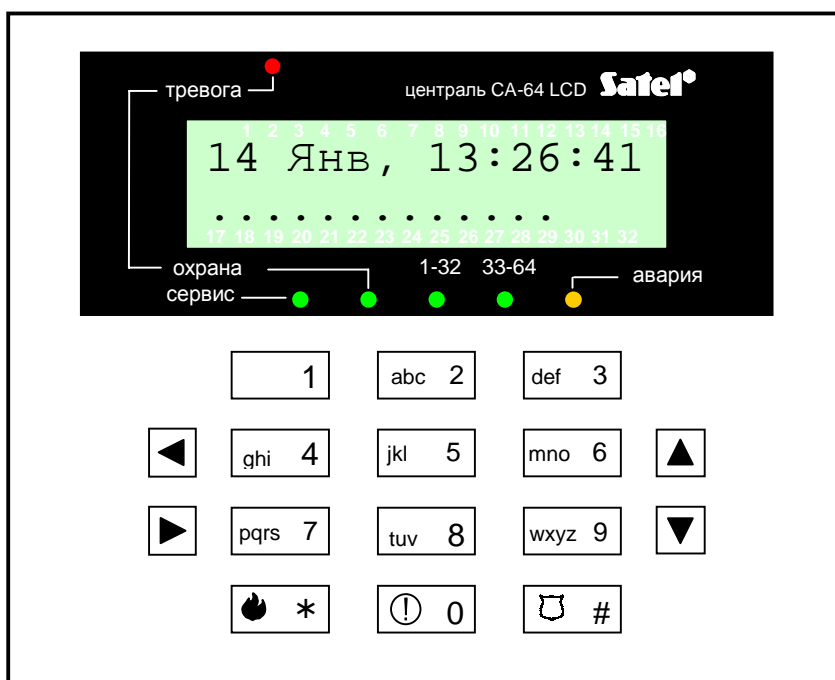 тревога
централь CA-64 LCD Satel
1 2 3 4 5 6 7 8 9 10 11 12 13 14 15 16
14 Янв, 13:26:41
.............
17 18 19 20 21 22 23 24 25 26 27 28 29 30 31 32
охрана 1-32 33-64 авария
сервис
1 abc 2 def 3
ghi 4 jkl 5 mno 6
pqrs 7 tuv 8 wxyz 9
* 0 #